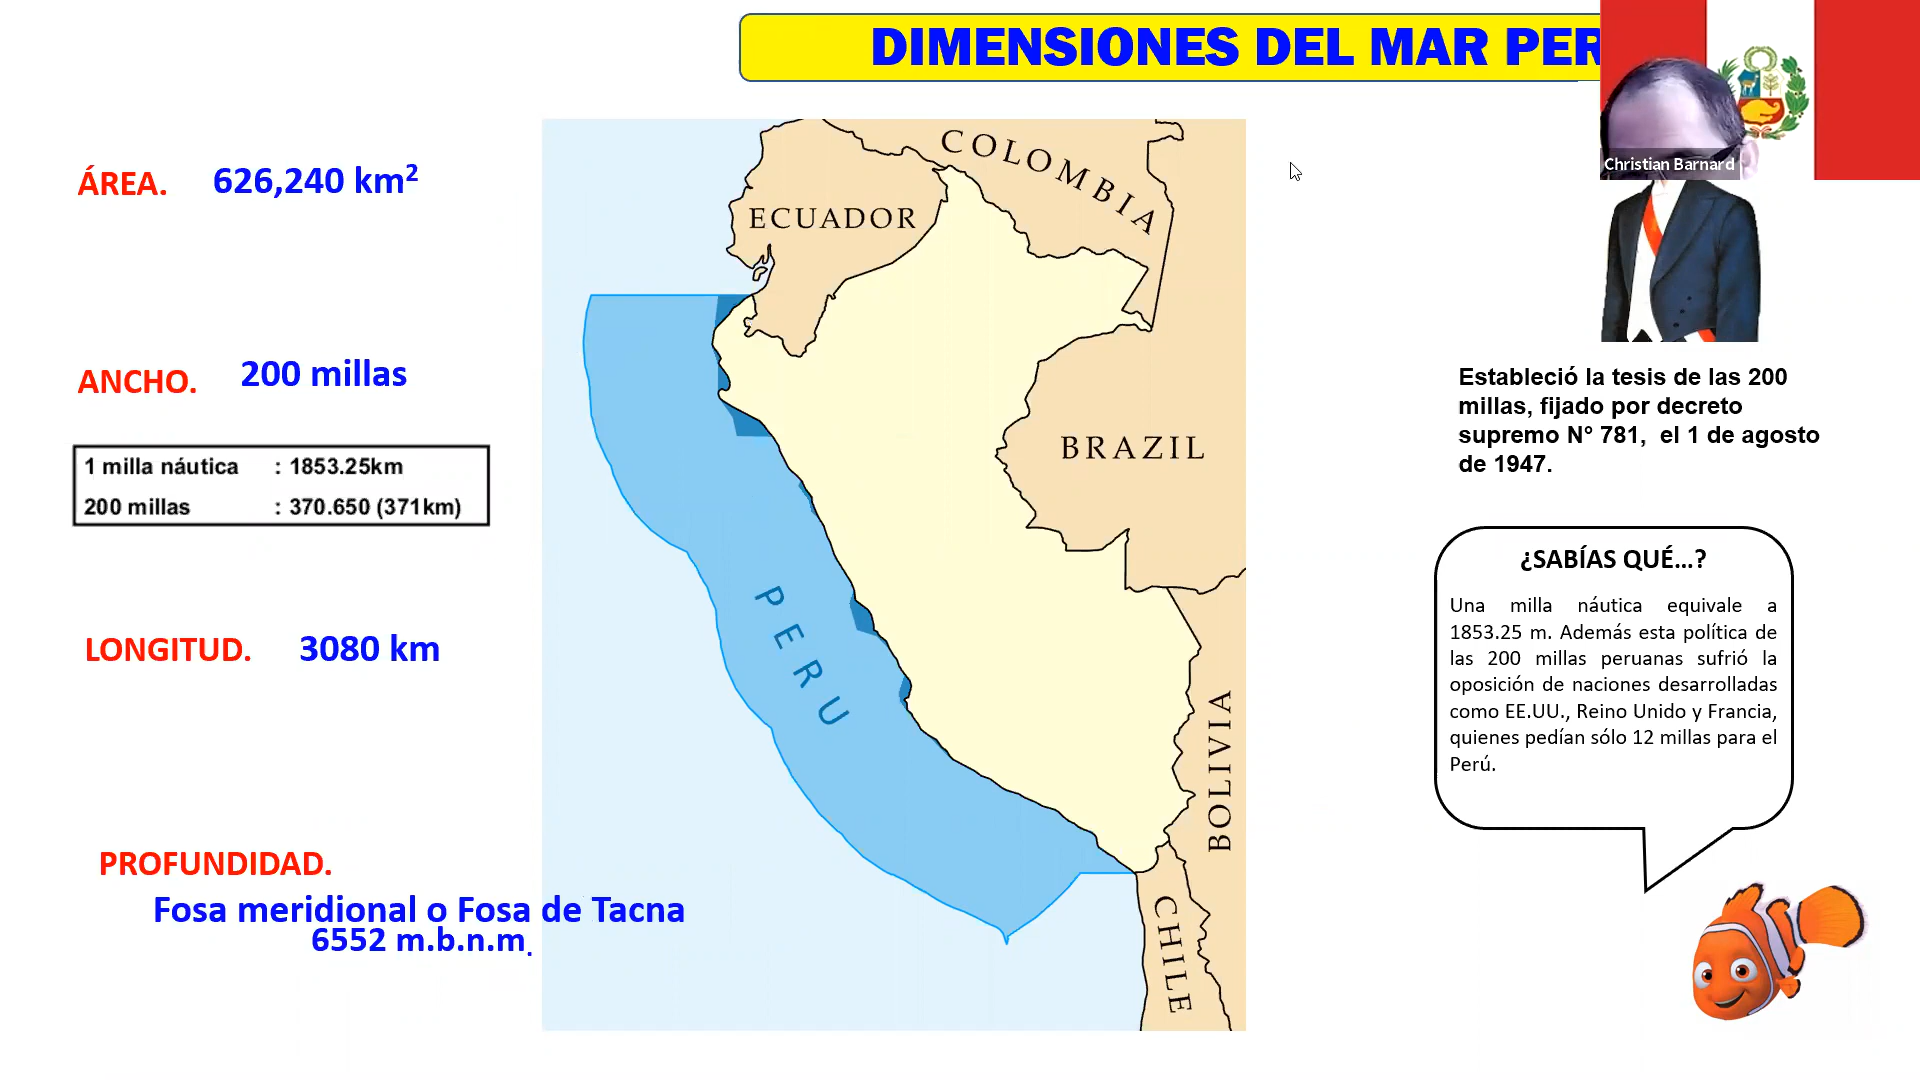 DIMENSIONES DEL MAR PER
Christian Barnard
ÁREA. 626,240 km²
ANCHO. 200 millas
1 milla náutica : 1853.25km
200 millas : 370.650 (371km)
LONGITUD. 3080 km
PROFUNDIDAD.
Fosa meridional o Fosa de Tacna
6552 m.b.n.m.
COLOMBIA
ECUADOR
BRAZIL
PERU
BOLIVIA
CHILE
Estableció la tesis de las 200
millas, fijado por decreto
supremo N° 781, el 1 de agosto
de 1947.
¿SABÍAS QUÉ...?
Una milla náutica equivale a
1853.25 m. Además esta política de
las 200 millas peruanas sufrió la
oposición de naciones desarrolladas
como EE.UU., Reino Unido y Francia,
quienes pedían sólo 12 millas para el
Perú.